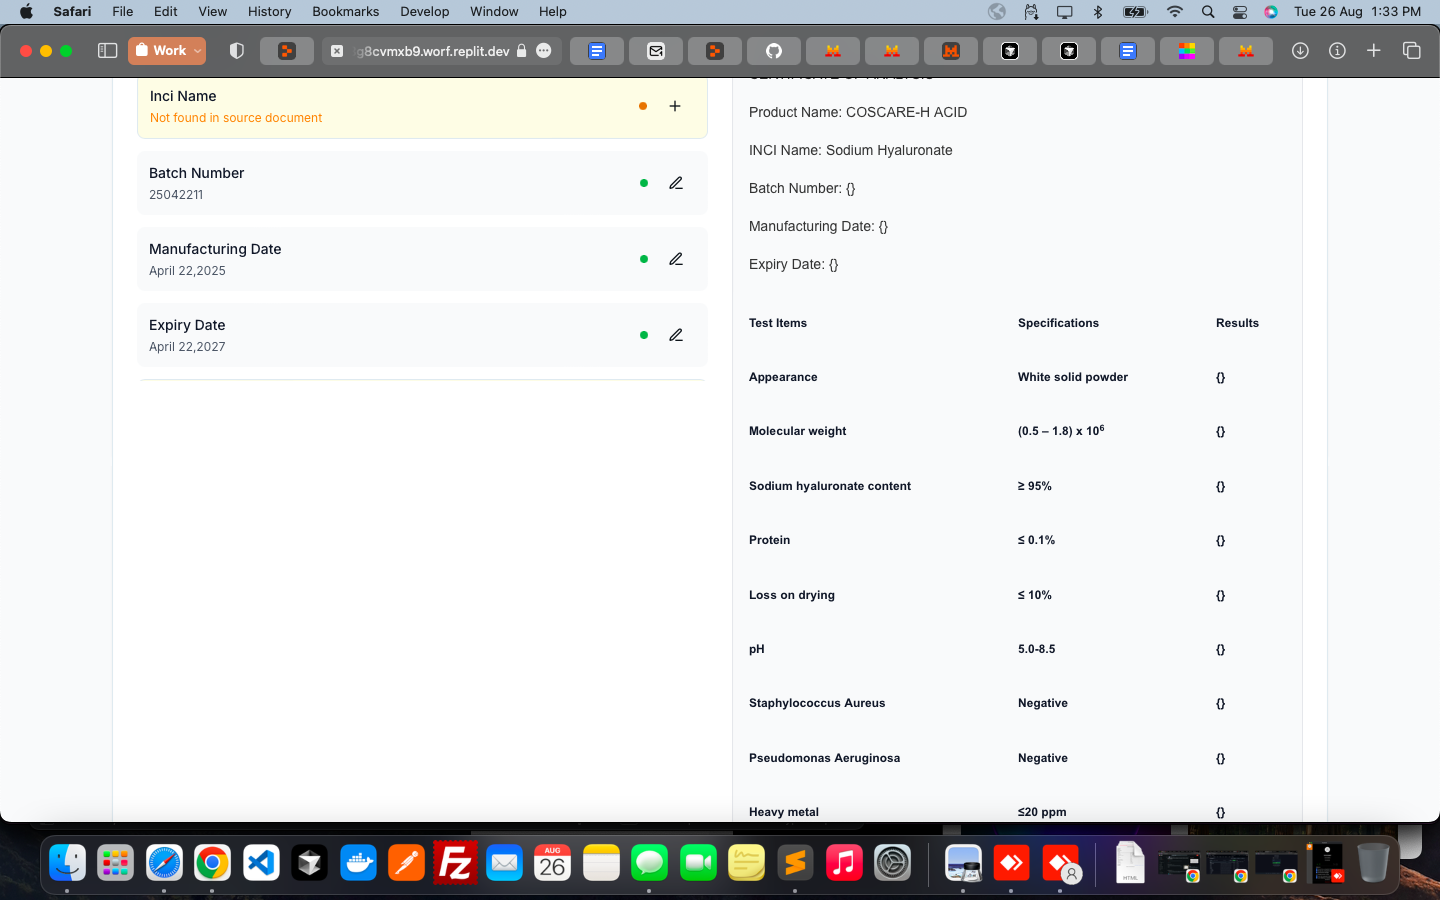 Safari File Edit View History Bookmarks Develop Window Help Tue 26 Aug 1:33 PM
Work
g8cvmxb9.worf.replit.dev
Inci Name
Not found in source document
Batch Number
25042211
Manufacturing Date
April 22,2025
Expiry Date
April 22,2027
Product Name: COSCARE-H ACID
INCI Name: Sodium Hyaluronate
Batch Number: {}
Manufacturing Date: {}
Expiry Date: {}
Test Items Specifications Results
Appearance White solid powder {}
Molecular weight (0.5 – 1.8) x 10⁶ {}
Sodium hyaluronate content ≥ 95% {}
Protein ≤ 0.1% {}
Loss on drying ≤ 10% {}
pH 5.0-8.5 {}
Staphylococcus Aureus Negative {}
Pseudomonas Aeruginosa Negative {}
Heavy metal ≤20 ppm {}
AUG
26
HTML